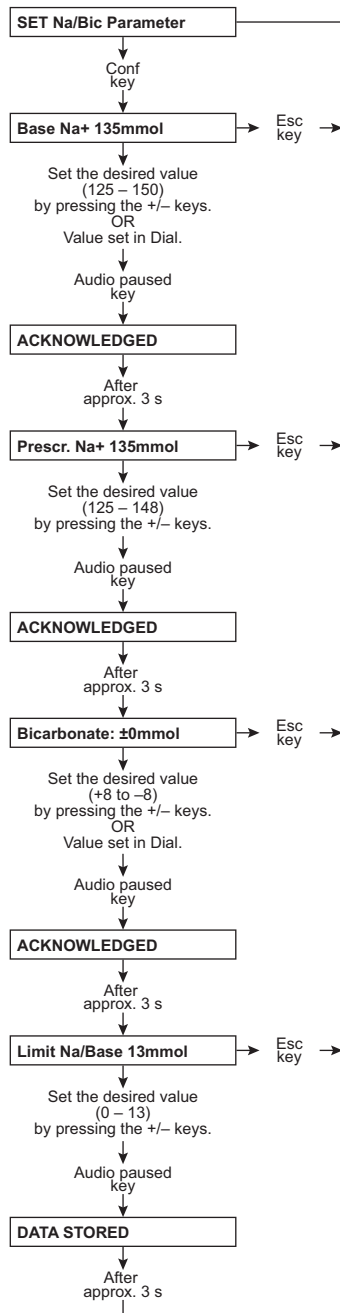 SET Na/Bic Parameter
Conf
key
Base Na+ 135mmol
Esc
key
Set the desired value
(125 – 150)
by pressing the +/– keys.
OR
Value set in Dial.
Audio paused
key
ACKNOWLEDGED
After
approx. 3 s
Prescr. Na+ 135mmol
Esc
key
Set the desired value
(125 – 148)
by pressing the +/– keys.
Audio paused
key
ACKNOWLEDGED
After
approx. 3 s
Bicarbonate: ±0mmol
Esc
key
Set the desired value
(+8 to –8)
by pressing the +/– keys.
OR
Value set in Dial.
Audio paused
key
ACKNOWLEDGED
After
approx. 3 s
Limit Na/Base 13mmol
Esc
key
Set the desired value
(0 – 13)
by pressing the +/– keys.
Audio paused
key
DATA STORED
After
approx. 3 s